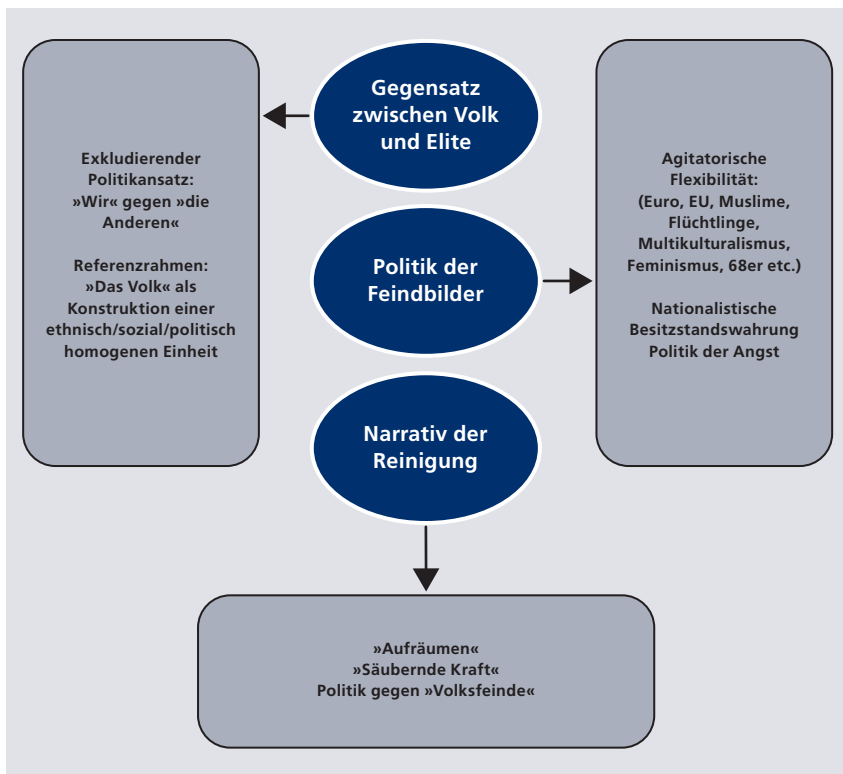 Gegensatz
zwischen Volk
und Elite
Exkludierender
Politikansatz:
»Wir« gegen »die
Anderen«
Referenzrahmen:
»Das Volk« als
Konstruktion einer
ethnisch/sozial/politisch
homogenen Einheit
Politik der
Feindbilder
Agitatorische
Flexibilität:
(Euro, EU, Muslime,
Flüchtlinge,
Multikulturalismus,
Feminismus, 68er etc.)
Nationalistische
Besitzstandswahrung
Politik der Angst
Narrativ der
Reinigung
»Aufräumen«
»Säubernde Kraft«
Politik gegen »Volksfeinde«